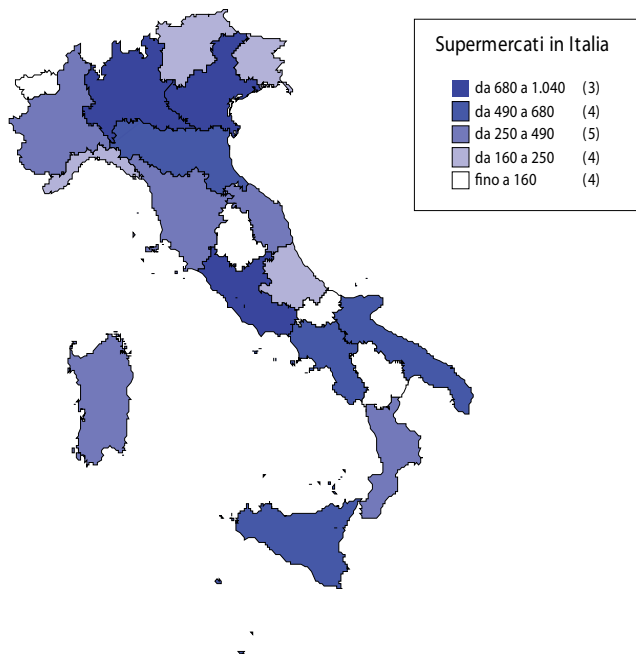 Supermercati in Italia
da 680 a 1.040 (3)
da 490 a 680 (4)
da 250 a 490 (5)
da 160 a 250 (4)
fino a 160 (4)